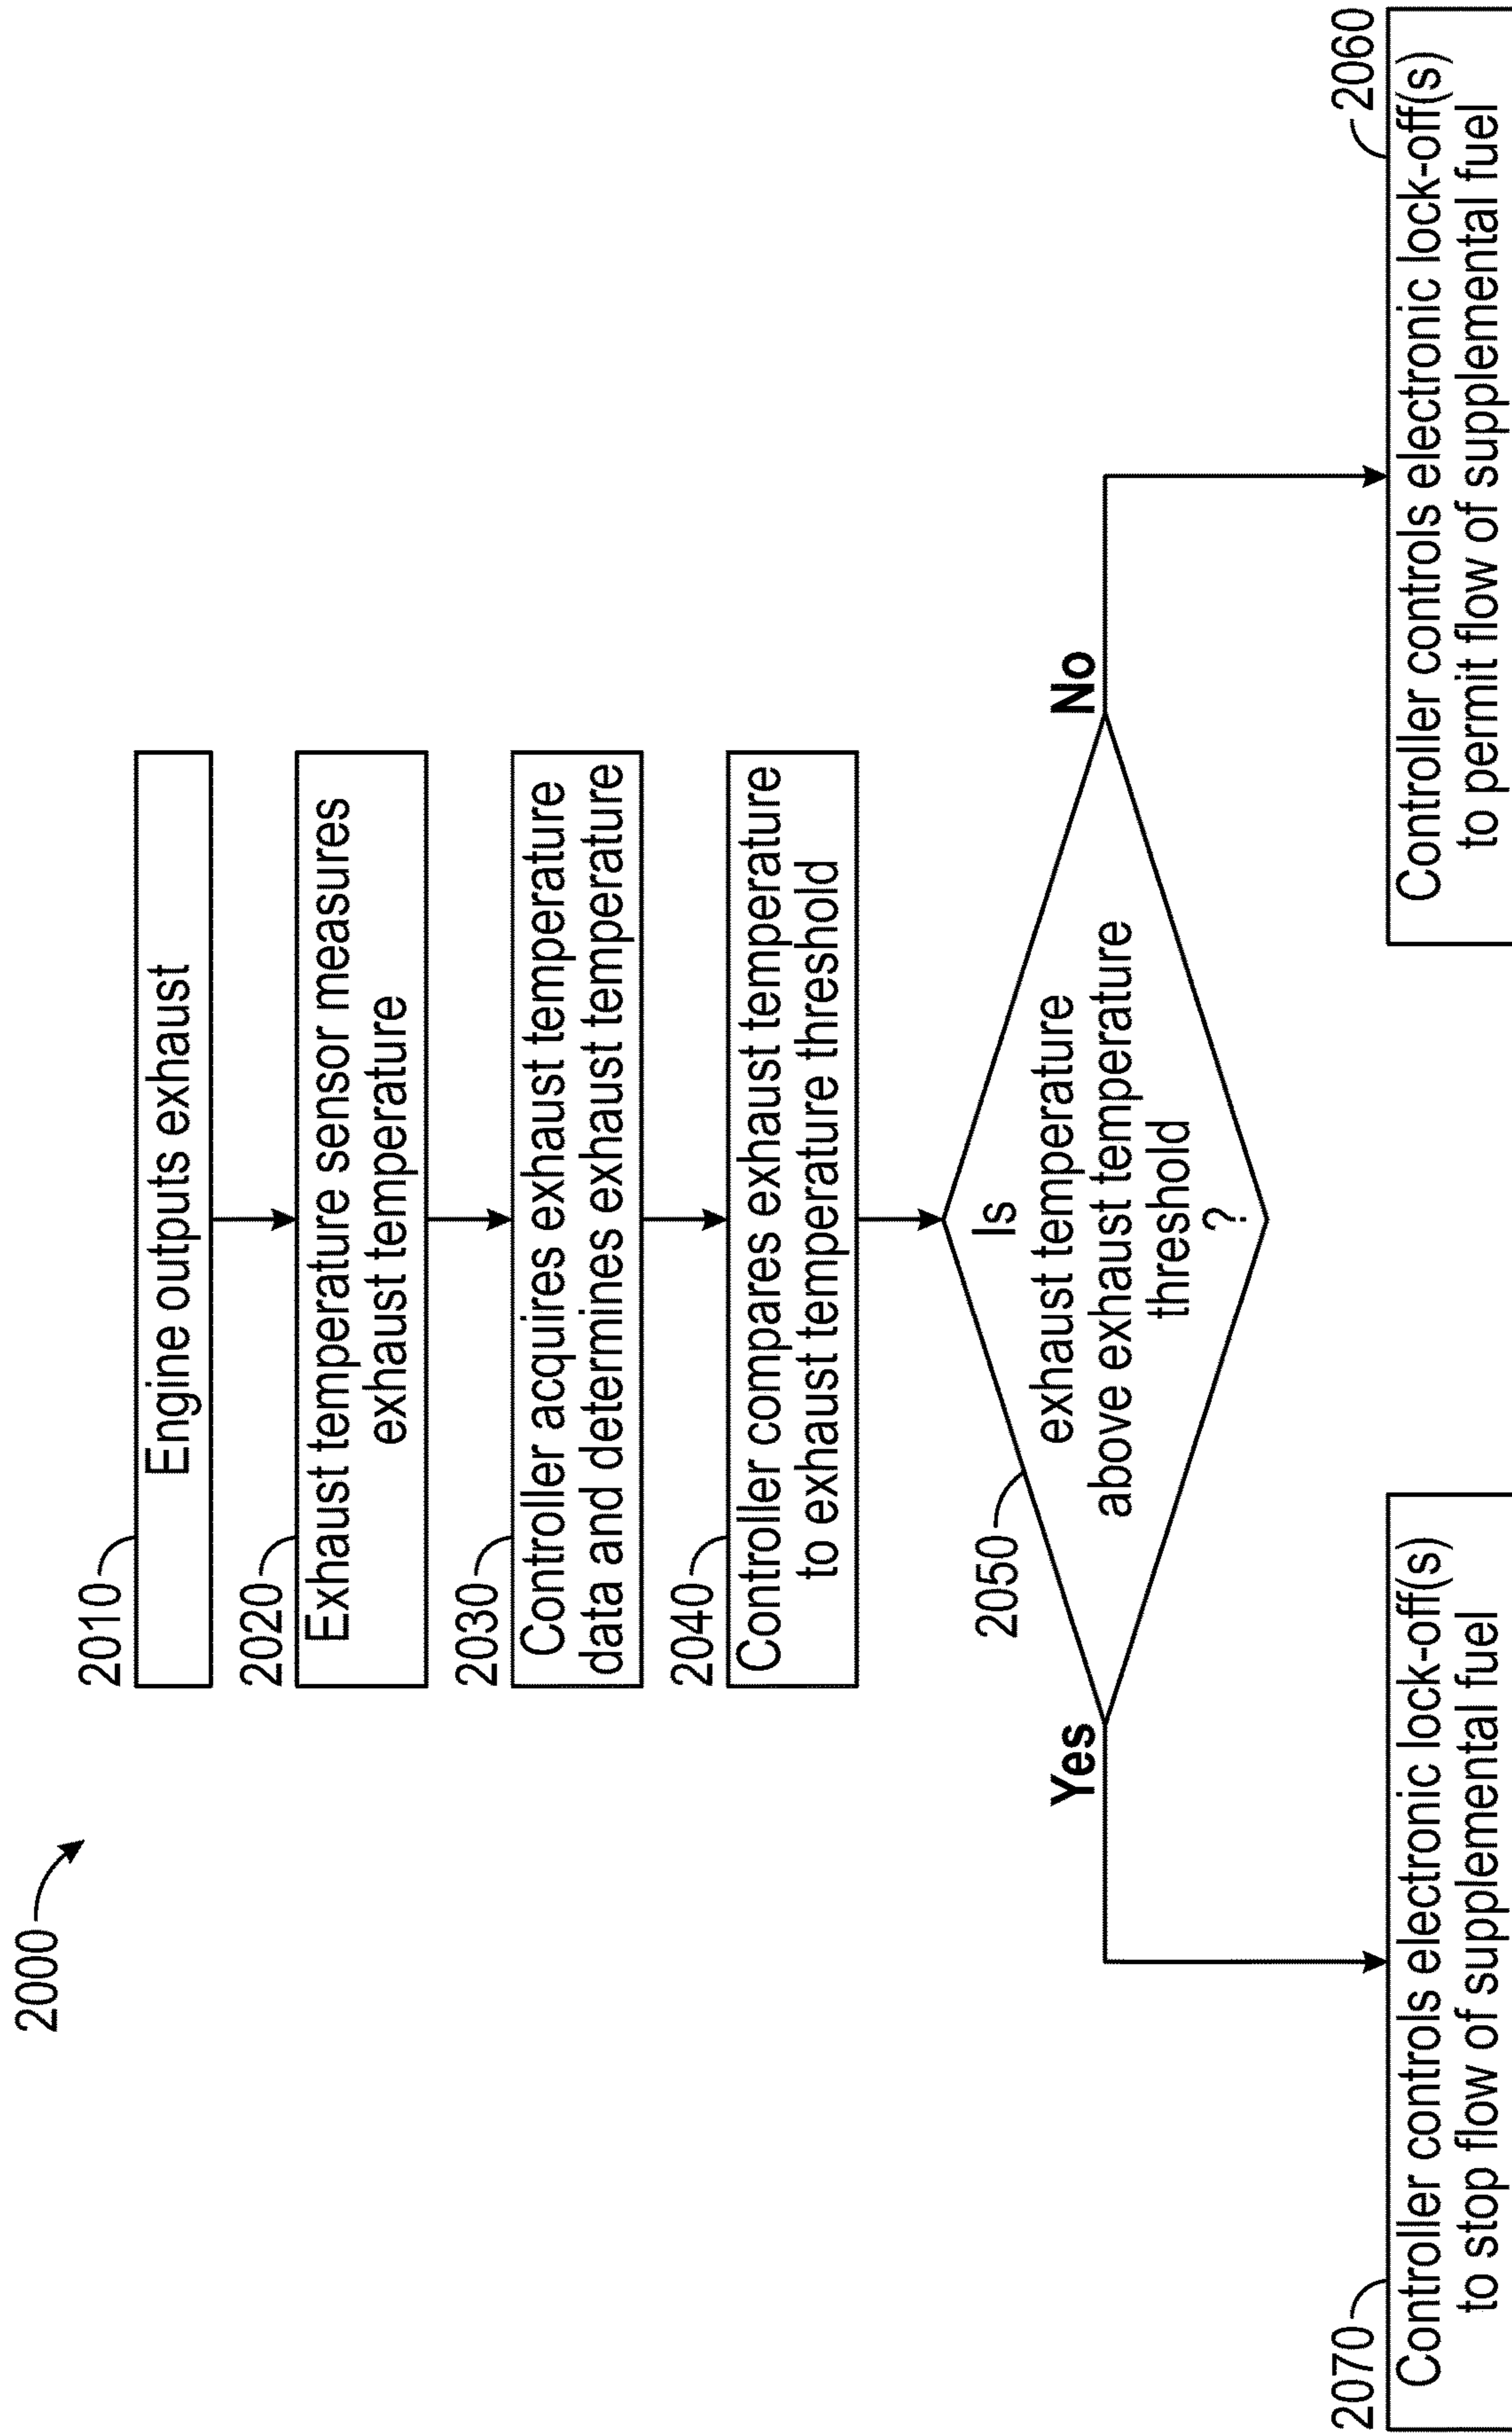 2000
2010
Engine outputs exhaust
2020
Exhaust temperature sensor measures
exhaust temperature
2030
Controller acquires exhaust temperature
data and determines exhaust temperature
2040
Controller compares exhaust temperature
to exhaust temperature threshold
2050
Is
exhaust temperature
above exhaust temperature
threshold
?
Yes
No
2070
Controller controls electronic lock-off(s)
to stop flow of supplemental fuel
2060
Controller controls electronic lock-off(s)
to permit flow of supplemental fuel